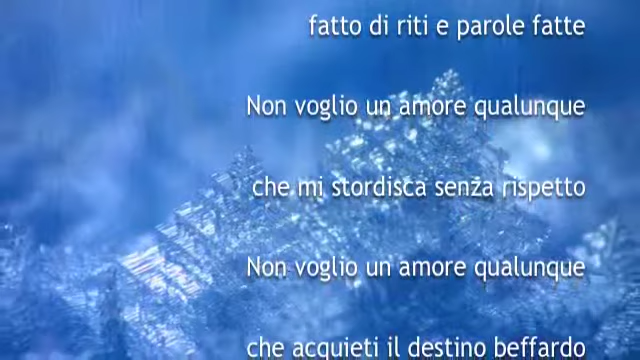 fatto di riti e parole fatte
Non voglio un amore qualunque
che mi stordisca senza rispetto
Non voglio un amore qualunque
che acquieti il destino beffardo